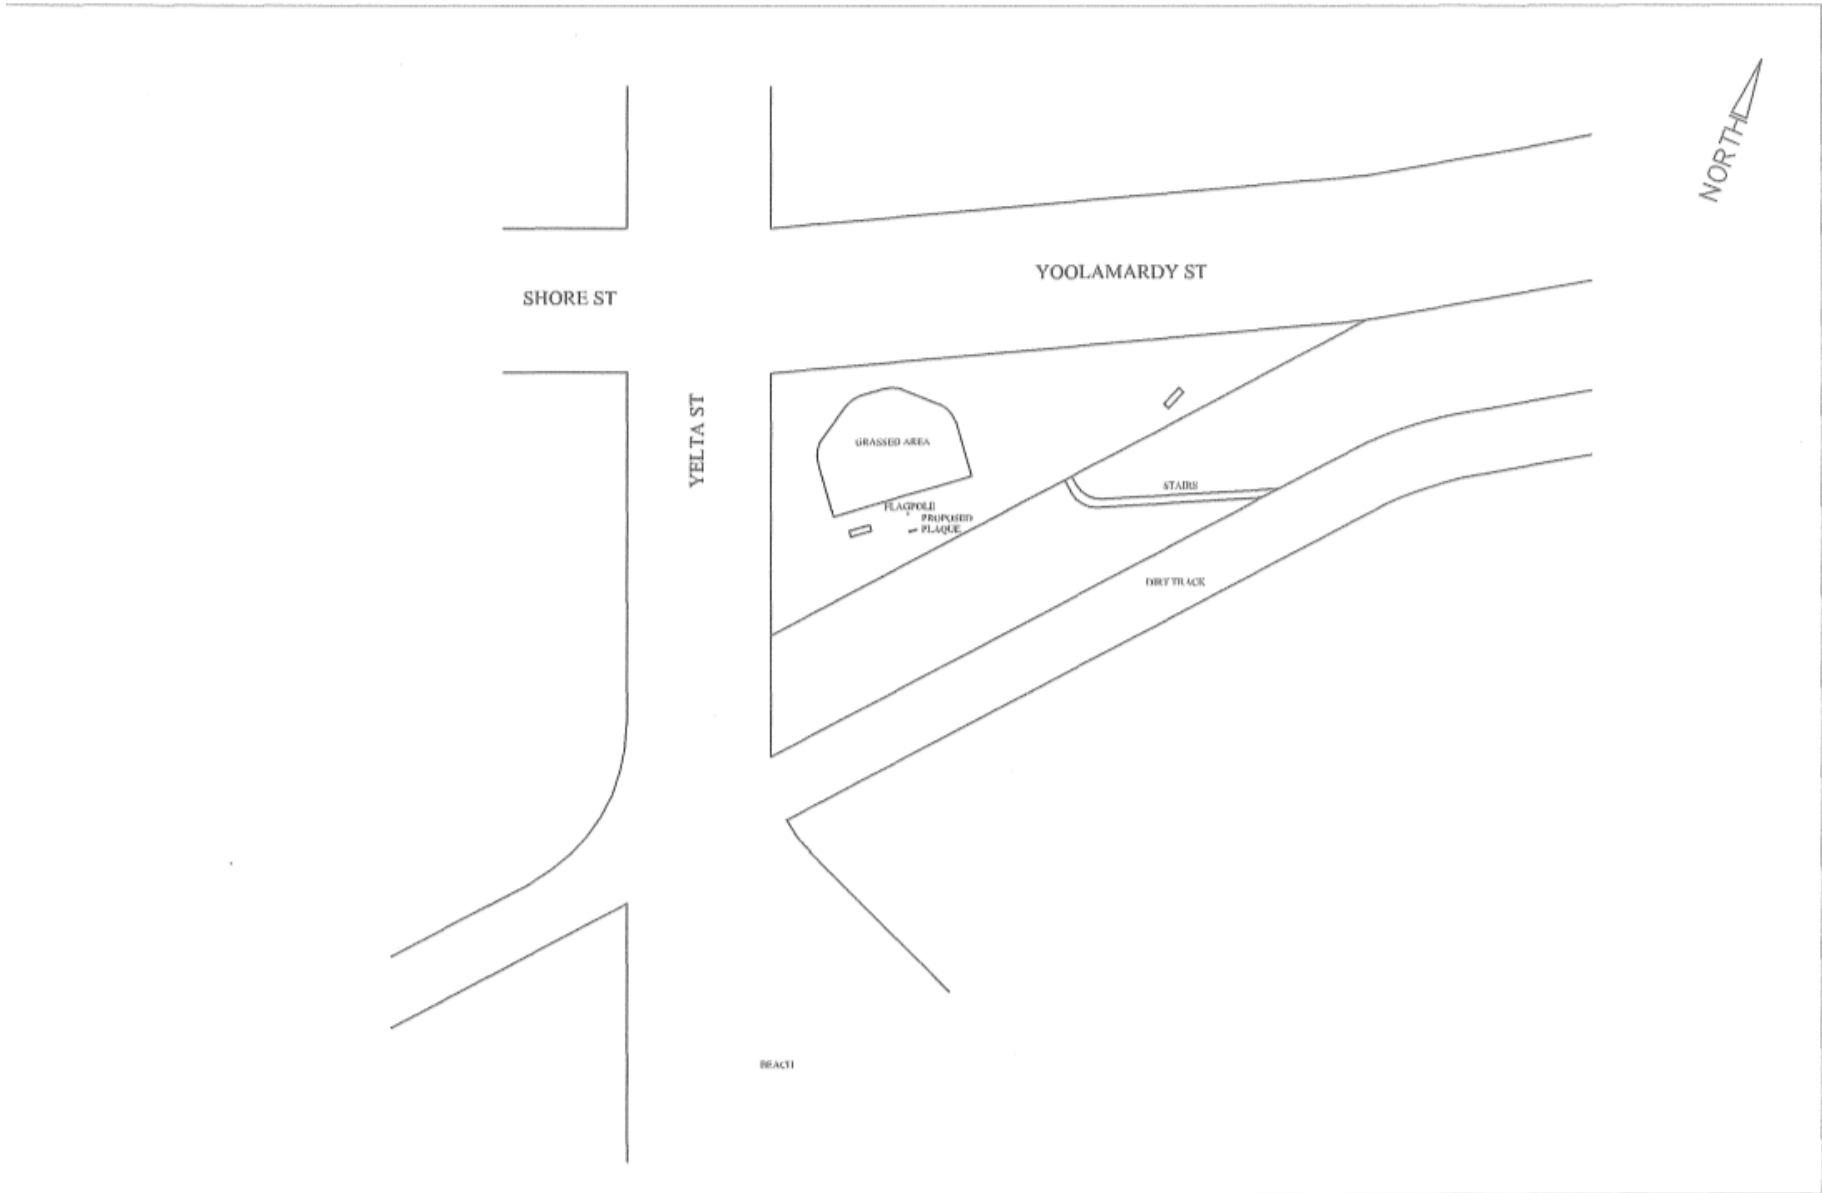 NORTH
YOOLAMARDY ST
SHORE ST
YELTA ST
GRASSED AREA
STAIRS
FLAGPOLE
PROPOSED
PLAQUE
DIRT TRACK
BEACH